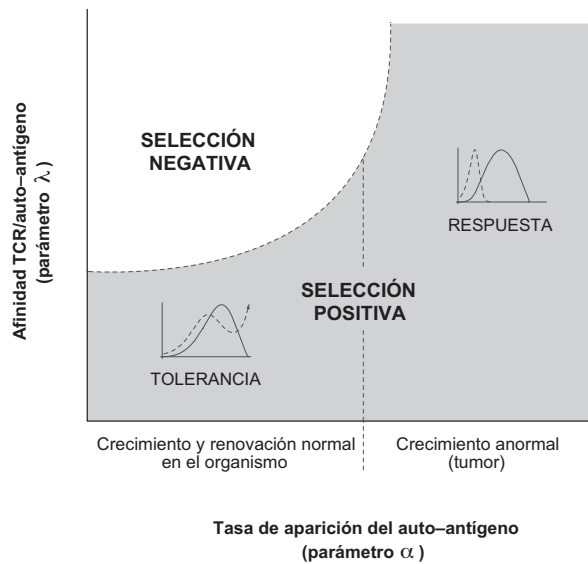 Afinidad TCR/auto–antígeno
(parámetro λ)
SELECCIÓN
NEGATIVA
RESPUESTA
SELECCIÓN
POSITIVA
TOLERANCIA
Crecimiento y renovación normal
en el organismo
Crecimiento anormal
(tumor)
Tasa de aparición del auto–antígeno
(parámetro α )